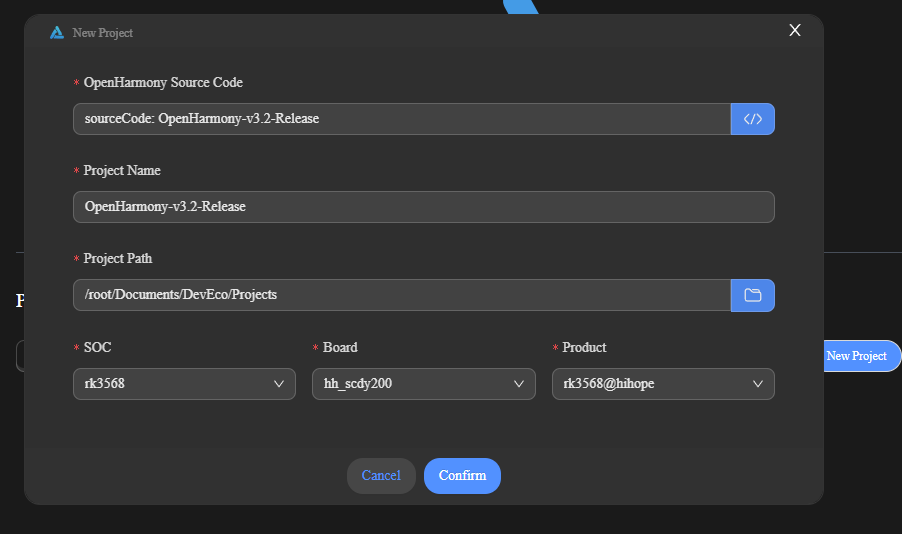 New Project
* OpenHarmony Source Code
sourceCode: OpenHarmony-v3.2-Release
* Project Name
OpenHarmony-v3.2-Release
* Project Path
/root/Documents/DevEco/Projects
* SOC * Board * Product
rk3568 hh_scdy200 rk3568@hihope
New Project
Cancel Confirm